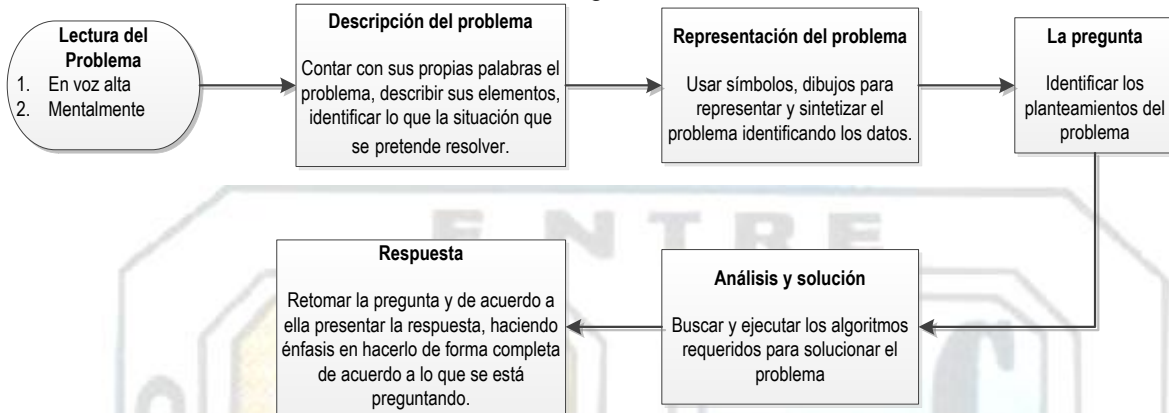 Lectura del
Problema
1. En voz alta
2. Mentalmente
Descripción del problema
Contar con sus propias palabras el
problema, describir sus elementos,
identificar lo que la situación que
se pretende resolver.
Representación del problema
Usar símbolos, dibujos para
representar y sintetizar el
problema identificando los datos.
La pregunta
Identificar los
planteamientos del
problema
ENTRE
Análisis y solución
Buscar y ejecutar los algoritmos
requeridos para solucionar el
problema
Respuesta
Retomar la pregunta y de acuerdo a
ella presentar la respuesta, haciendo
énfasis en hacerlo de forma completa
de acuerdo a lo que se está
preguntando.